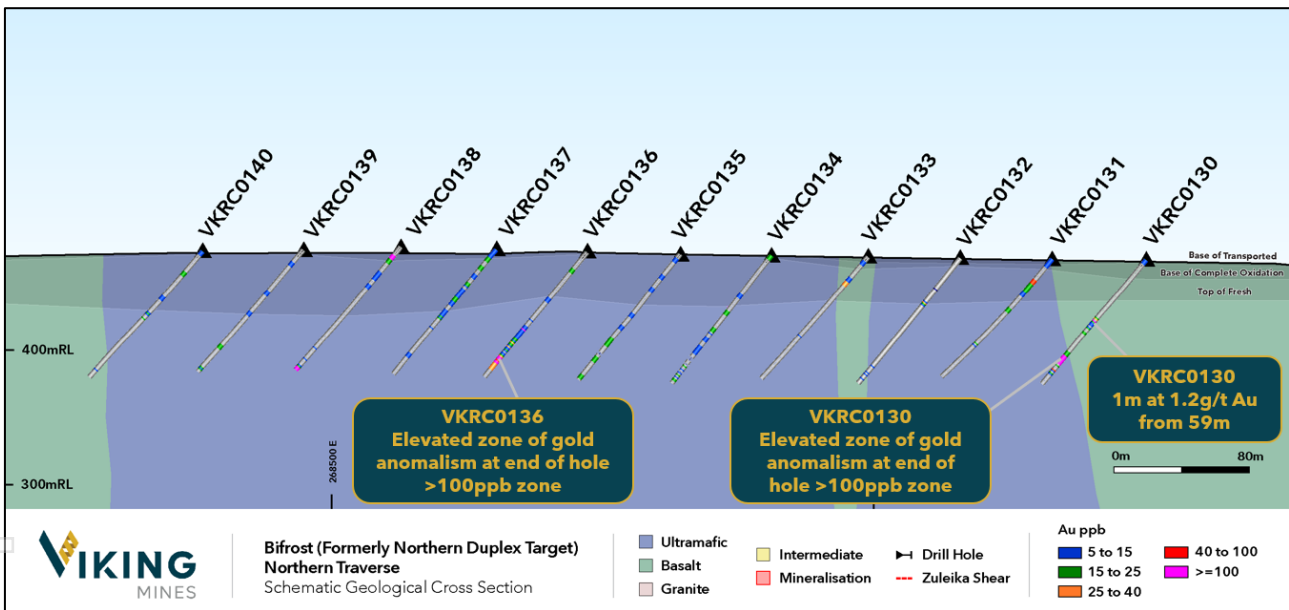 VKRC0140
VKRC0139
VKRC0138
VKRC0137
VKRC0136
VKRC0135
VKRC0134
VKRC0133
VKRC0132
VKRC0131
VKRC0130
Base of Transported
Base of Complete Oxidation
Top of Fresh
400mRL
300mRL
268500 E
VKRC0136
Elevated zone of gold
anomalism at end of hole
>100ppb zone
VKRC0130
Elevated zone of gold
anomalism at end of
hole >100ppb zone
VKRC0130
1m at 1.2g/t Au
from 59m
0m 80m
VIKING
MINES
Bifrost (Formerly Northern Duplex Target)
Northern Traverse
Schematic Geological Cross Section
Ultramafic
Basalt
Granite
Intermediate
Mineralisation
Drill Hole
Zuleika Shear
Au ppb
5 to 15
15 to 25
25 to 40
40 to 100
>=100